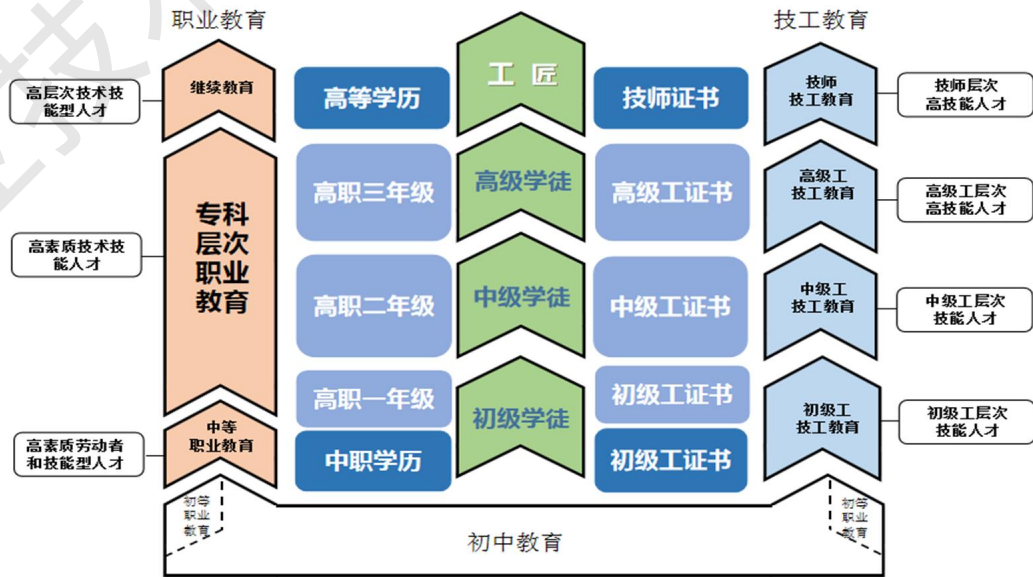 职业教育
技工教育
继续教育
高等学历
工 匠
技师证书
技师
技工教育
高层次技术技
能型人才
技师层次
高技能人才
专科
层次
职业
教育
高职三年级
高级学徒
高级工证书
高级工
技工教育
高级工层次
高技能人才
高素质技术技
能人才
高职二年级
中级学徒
中级工证书
中级工
技工教育
中级工层次
技能人才
高职一年级
初级学徒
初级工证书
初级工
技工教育
初级工层次
技能人才
中等
职业教育
高素质劳动者
和技能型人才
中职学历
初级工证书
初等
职业
教育
初中教育
初等
职业
教育
技术